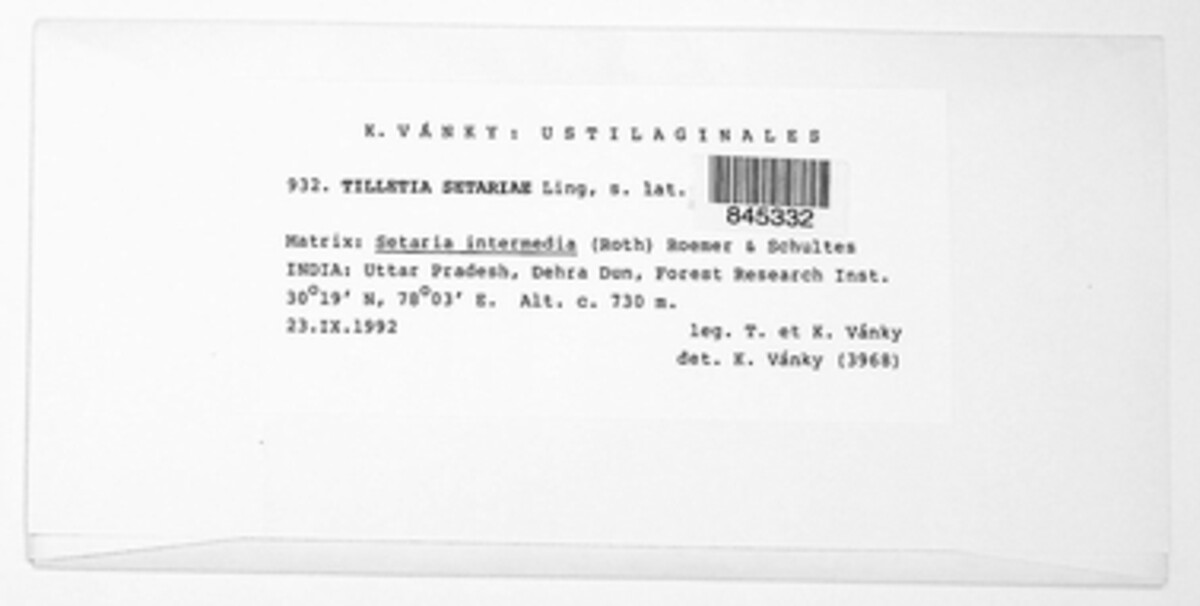 K. VÁNKY: USTILAGINALES
932. TILLETIA SETARIAE Ling, s. lat.
845332
Matrix: Setaria intermedia (Roth) Roemer & Schultes
INDIA: Uttar Pradesh, Dehra Dun, Forest Research Inst.
30°19' N, 78°03' E. Alt. c. 730 m.
23.IX.1992 leg. T. et K. Vánky
det. K. Vánky (3968)